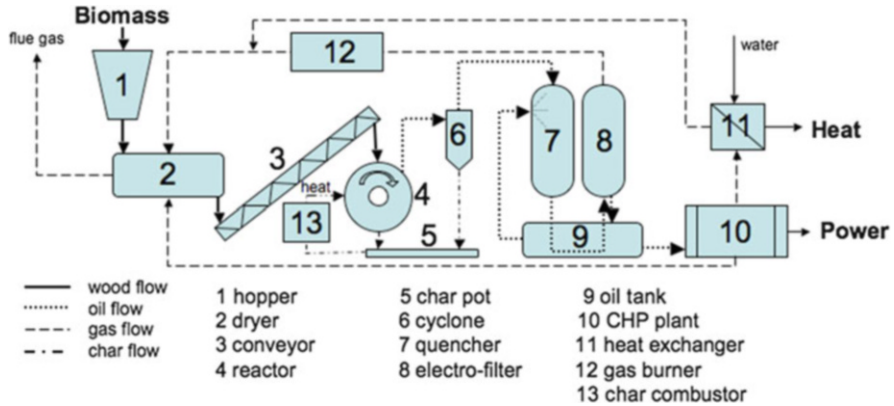 Biomass
flue gas
water
1
12
6
7
8
11
Heat
3
2
heat
4
13
5
9
10
Power
wood flow
oil flow
gas flow
char flow
1 hopper
2 dryer
3 conveyor
4 reactor
5 char pot
6 cyclone
7 quencher
8 electro-filter
9 oil tank
10 CHP plant
11 heat exchanger
12 gas burner
13 char combustor